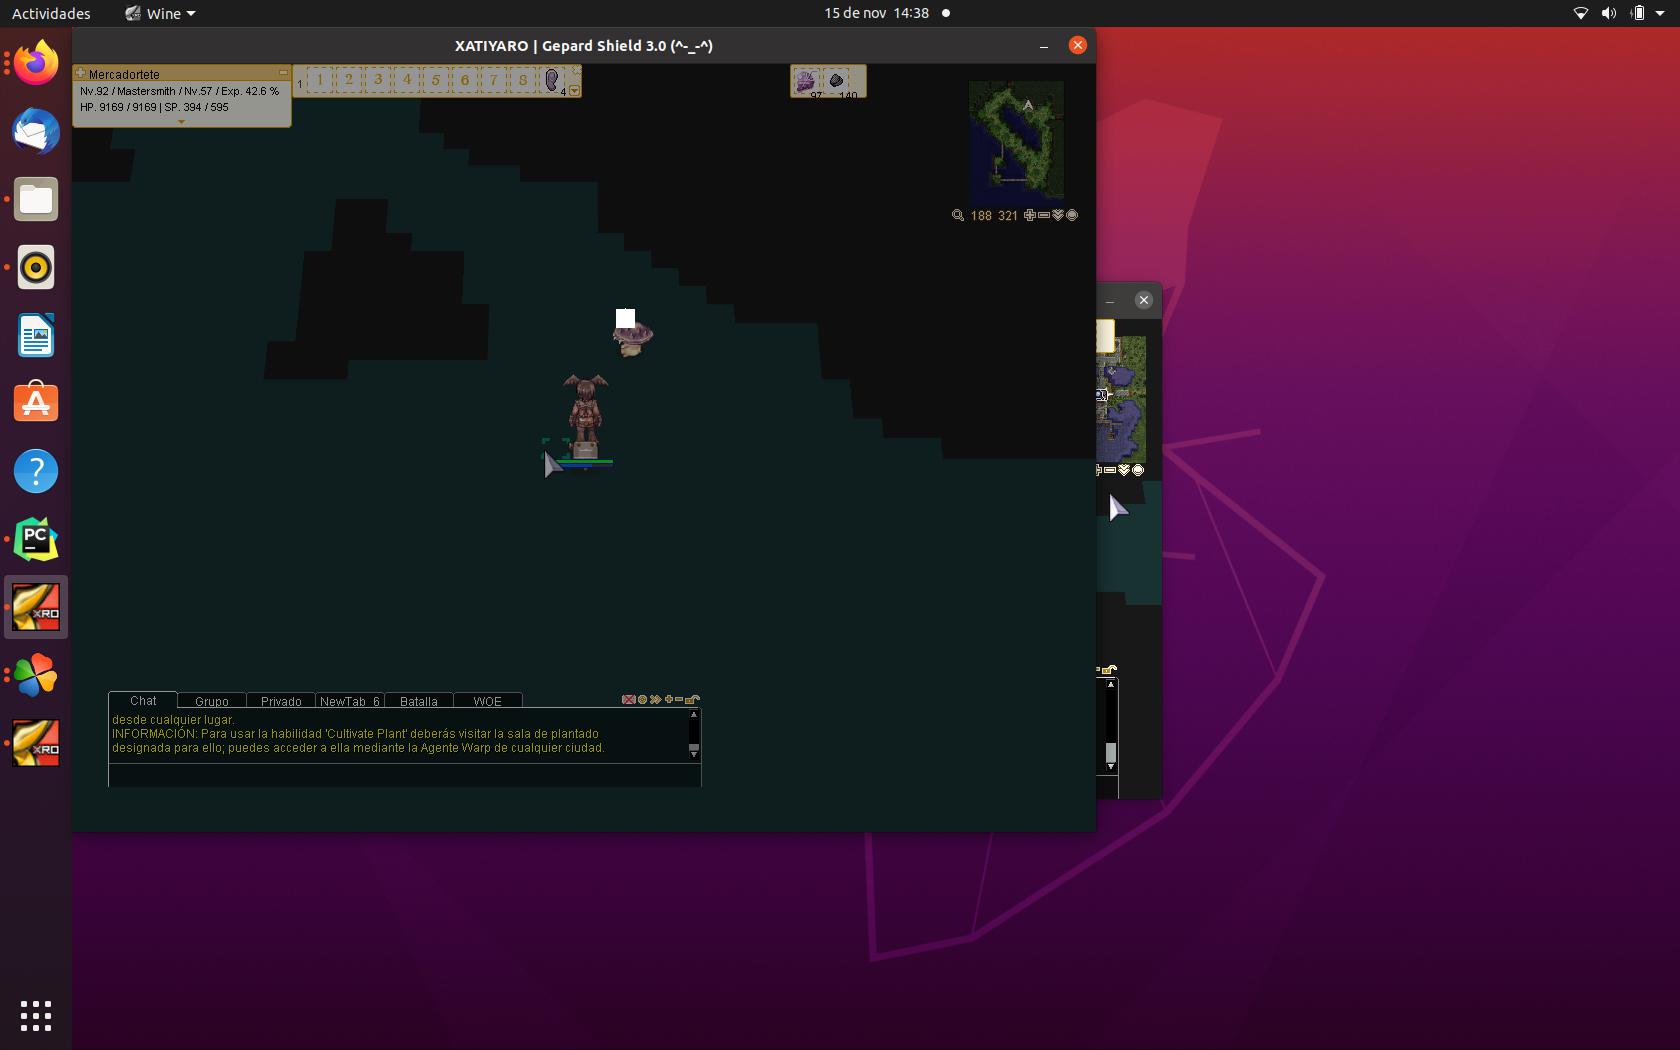 Actividades
Wine
15 de nov 14:38
XATIYARO | Gepard Shield 3.0 (^-_-^)
Mercadortete
Nv.92 / Mastersmith / Nv.57 / Exp. 42.6 %
HP. 9169 / 9169 | SP. 394 / 595
1
1 2 3 4 5 6 7 8
4
97 140
188 321
PC
XRO
XRO
Chat Grupo Privado NewTab 6 Batalla WOE
desde cualquier lugar.
INFORMACIÓN: Para usar la habilidad 'Cultivate Plant' deberás visitar la sala de plantado
designada para ello; puedes acceder a ella mediante la Agente Warp de cualquier ciudad.